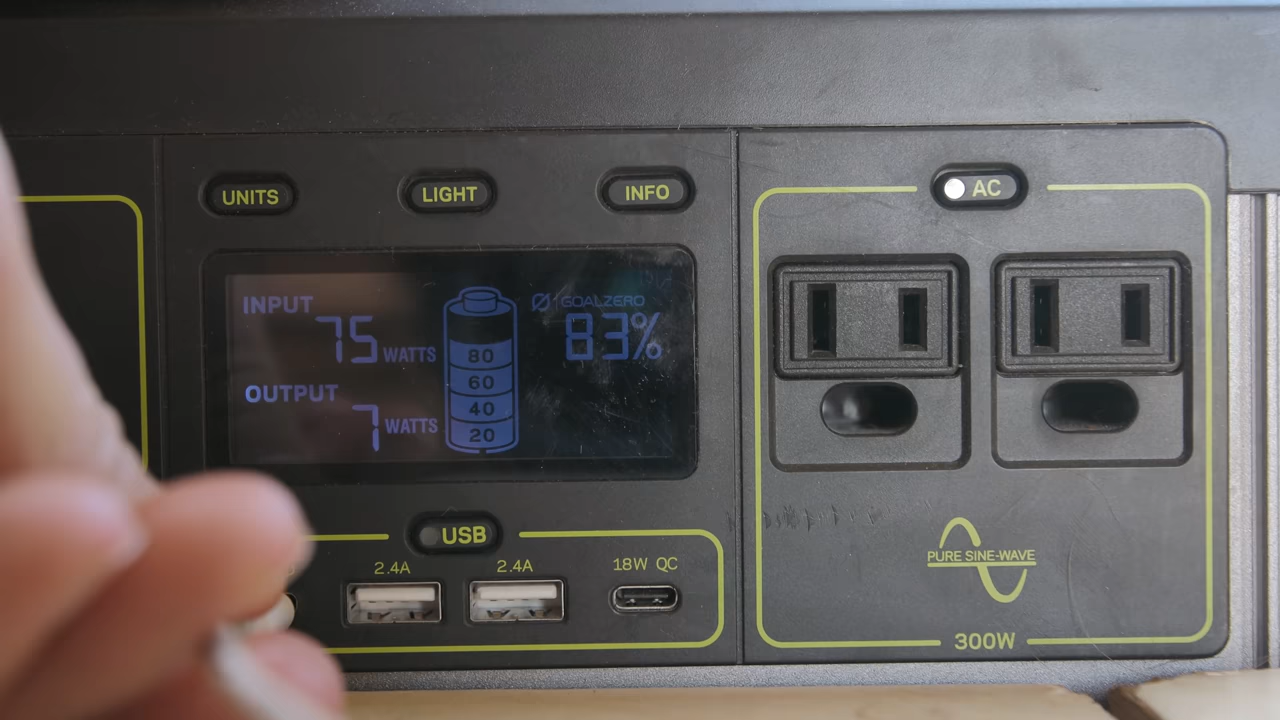 UNITS
LIGHT
INFO
AC
INPUT
75 WATTS
OUTPUT
7 WATTS
80
60
40
20
GOALZERO
83%
USB
2.4A
2.4A
18W QC
PURE SINE-WAVE
300W